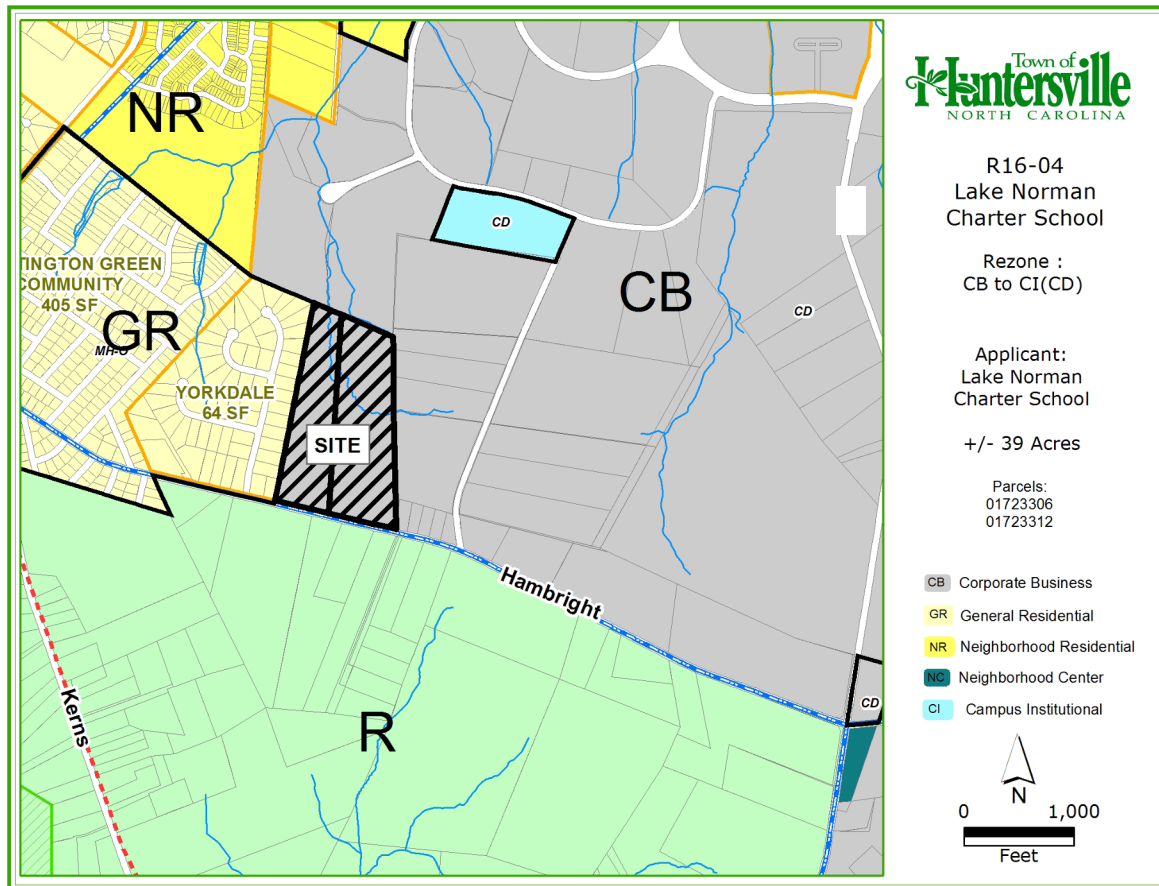 NR
TINGTON GREEN
COMMUNITY
405 SF
GR
MH-O
YORKDALE
64 SF
SITE
CD
CB
CD
Hambright
CD
Kerns
R
Town of
Huntersville
NORTH CAROLINA
R16-04
Lake Norman
Charter School
Rezone :
CB to CI(CD)
Applicant:
Lake Norman
Charter School
+/- 39 Acres
Parcels:
01723306
01723312
CB Corporate Business
GR General Residential
NR Neighborhood Residential
NC Neighborhood Center
CI Campus Institutional
N
0 1,000
Feet